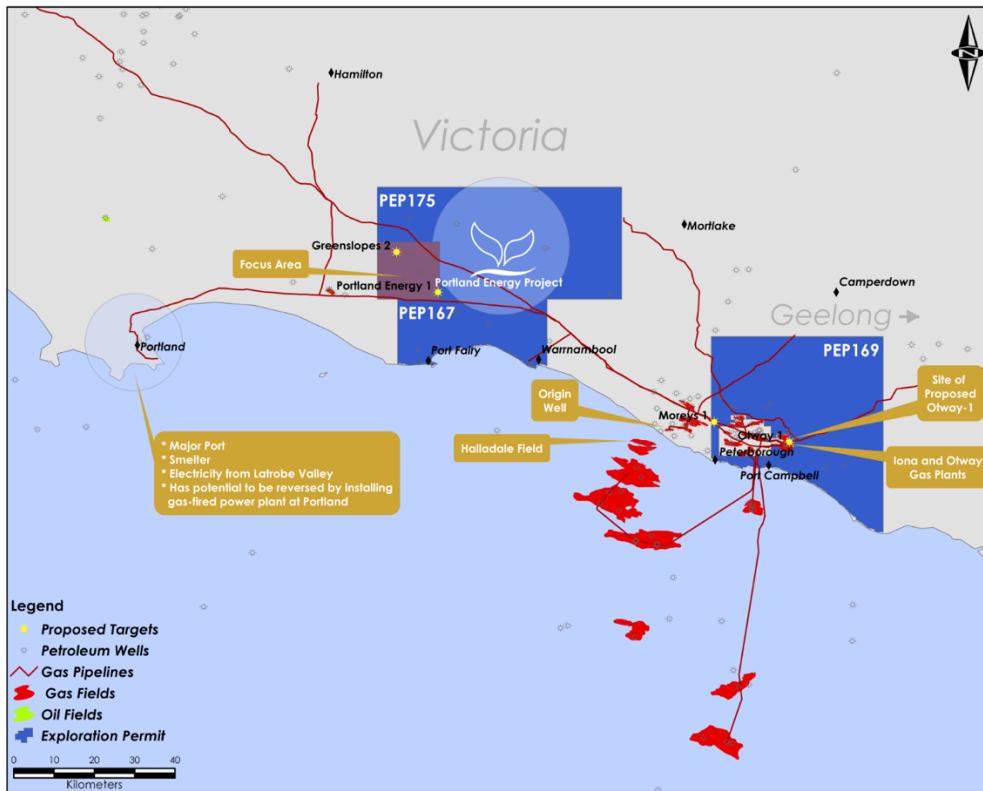 Hamilton
Victoria
PEP175
Mortlake
Greenslopes 2
Focus Area
Portland Energy 1
Portland Energy Project
Camperdown
PEP167
Geelong
PEP169
Portland
Port Fairy
Warrnambool
Origin
Well
Moreys 1
Site of
Proposed
Otway-1
Otway 1
Halladale Field
Peterborough
Port Campbell
Iona and Otway
Gas Plants
* Major Port
* Smelter
* Electricity from Latrobe Valley
* Has potential to be reversed by installing
gas-fired power plant at Portland
Legend
Proposed Targets
Petroleum Wells
Gas Pipelines
Gas Fields
Oil Fields
Exploration Permit
0 10 20 30 40
Kilometers